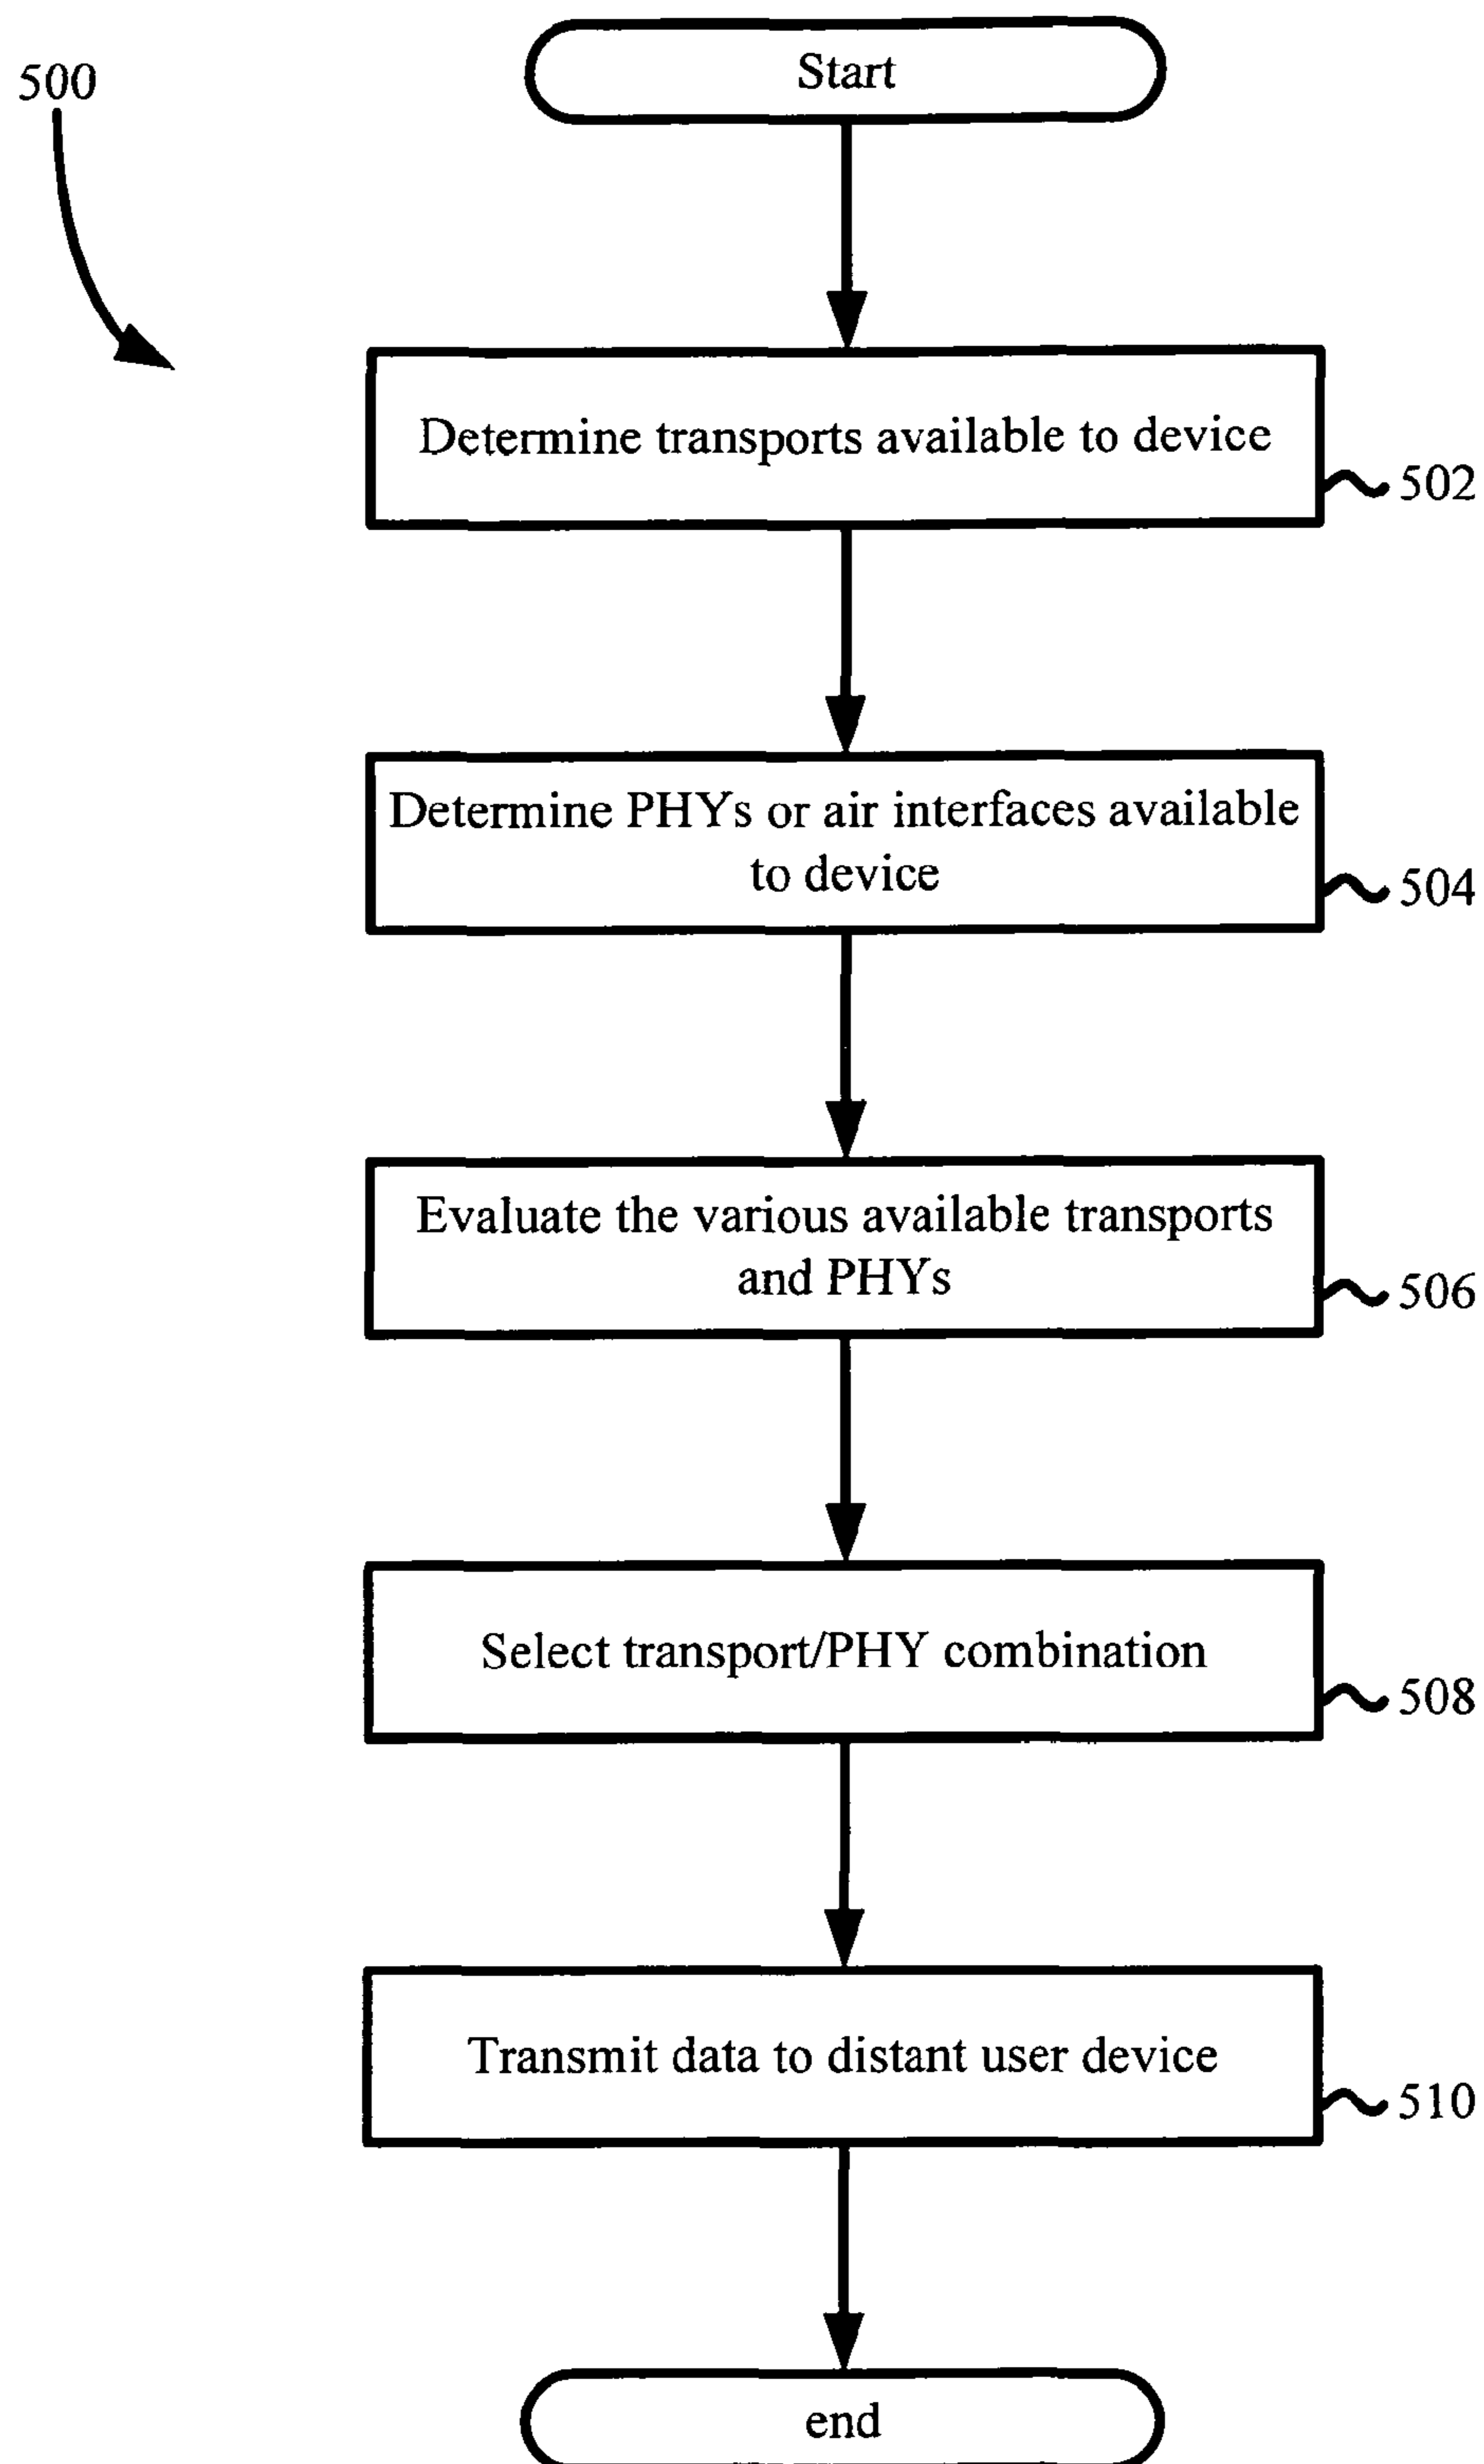 500
Start
Determine transports available to device
502
Determine PHYs or air interfaces available
to device
504
Evaluate the various available transports
and PHYs
506
Select transport/PHY combination
508
Transmit data to distant user device
510
end